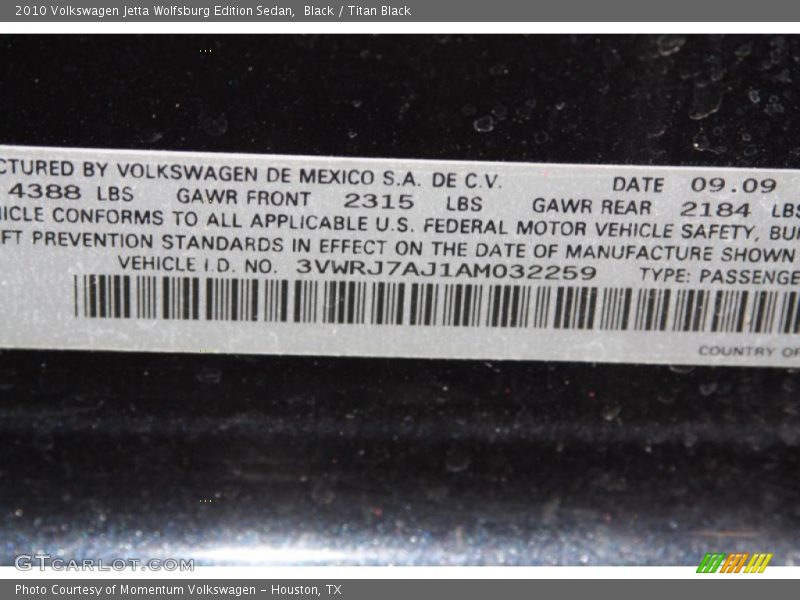 2010 Volkswagen Jetta Wolfsburg Edition Sedan,  Black / Titan Black
CTURED BY VOLKSWAGEN DE MEXICO S.A. DE C.V. DATE 09.09
4388 LBS GAWR FRONT 2315 LBS GAWR REAR 2184 LBS
HICLE CONFORMS TO ALL APPLICABLE U.S. FEDERAL MOTOR VEHICLE SAFETY, BU
FT PREVENTION STANDARDS IN EFFECT ON THE DATE OF MANUFACTURE SHOWN
VEHICLE I.D. NO. 3VWRJ7AJ1AM032259 TYPE: PASSENGE
COUNTRY OF
GTCARLOT.COM
Photo Courtesy of Momentum Volkswagen - Houston, TX